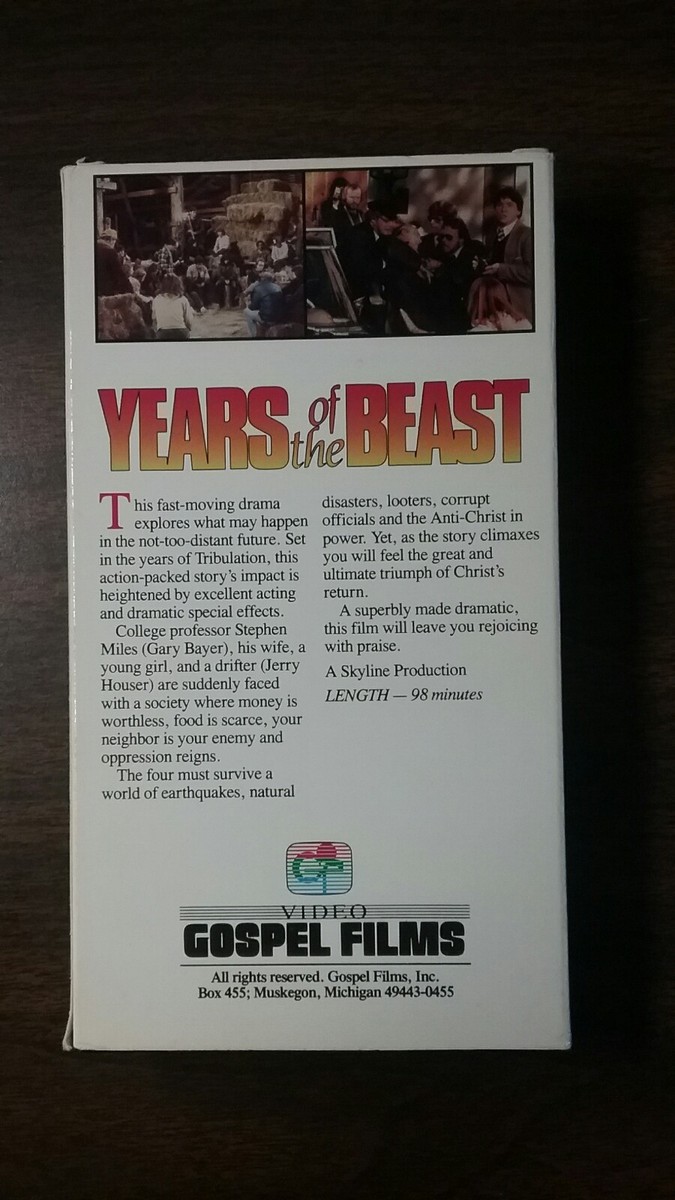 YEARS of the BEAST
This fast-moving drama
explores what may happen
in the not-too-distant future. Set
in the years of Tribulation, this
action-packed story's impact is
heightened by excellent acting
and dramatic special effects.
College professor Stephen
Miles (Gary Bayer), his wife, a
young girl, and a drifter (Jerry
Houser) are suddenly faced
with a society where money is
worthless, food is scarce, your
neighbor is your enemy and
oppression reigns.
The four must survive a
world of earthquakes, natural
disasters, looters, corrupt
officials and the Anti-Christ in
power. Yet, as the story climaxes
you will feel the great and
ultimate triumph of Christ's
return.
A superbly made dramatic,
this film will leave you rejoicing
with praise.
A Skyline Production
LENGTH — 98 minutes
VIDEO
GOSPEL FILMS
All rights reserved. Gospel Films, Inc.
Box 455; Muskegon, Michigan 49443-0455